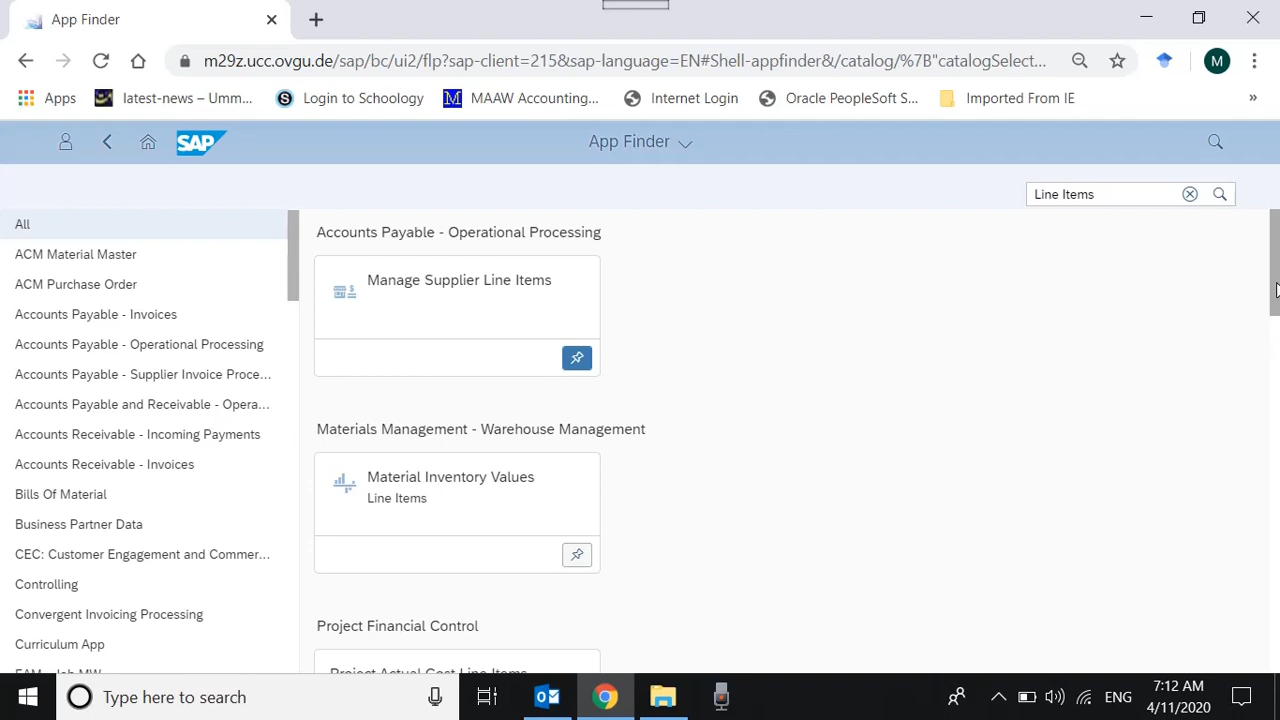 App Finder
m29z.ucc.ovgu.de/sap/bc/ui2/flp?sap-client=215&sap-language=EN#Shell-appfinder&/catalog/%7B"catalogSelect...
M
Apps
latest-news – Umm...
S Login to Schoology
M MAAW Accounting...
Internet Login
Oracle PeopleSoft S...
Imported From IE
»
SAP
App Finder
Line Items
All
ACM Material Master
ACM Purchase Order
Accounts Payable - Invoices
Accounts Payable - Operational Processing
Accounts Payable - Supplier Invoice Proce...
Accounts Payable and Receivable - Opera...
Accounts Receivable - Incoming Payments
Accounts Receivable - Invoices
Bills Of Material
Business Partner Data
CEC: Customer Engagement and Commer...
Controlling
Convergent Invoicing Processing
Curriculum App
Accounts Payable - Operational Processing
Manage Supplier Line Items
Materials Management - Warehouse Management
Material Inventory Values
Line Items
Project Financial Control
Project Actual Cost Line Items
Type here to search
ENG
7:12 AM
4/11/2020